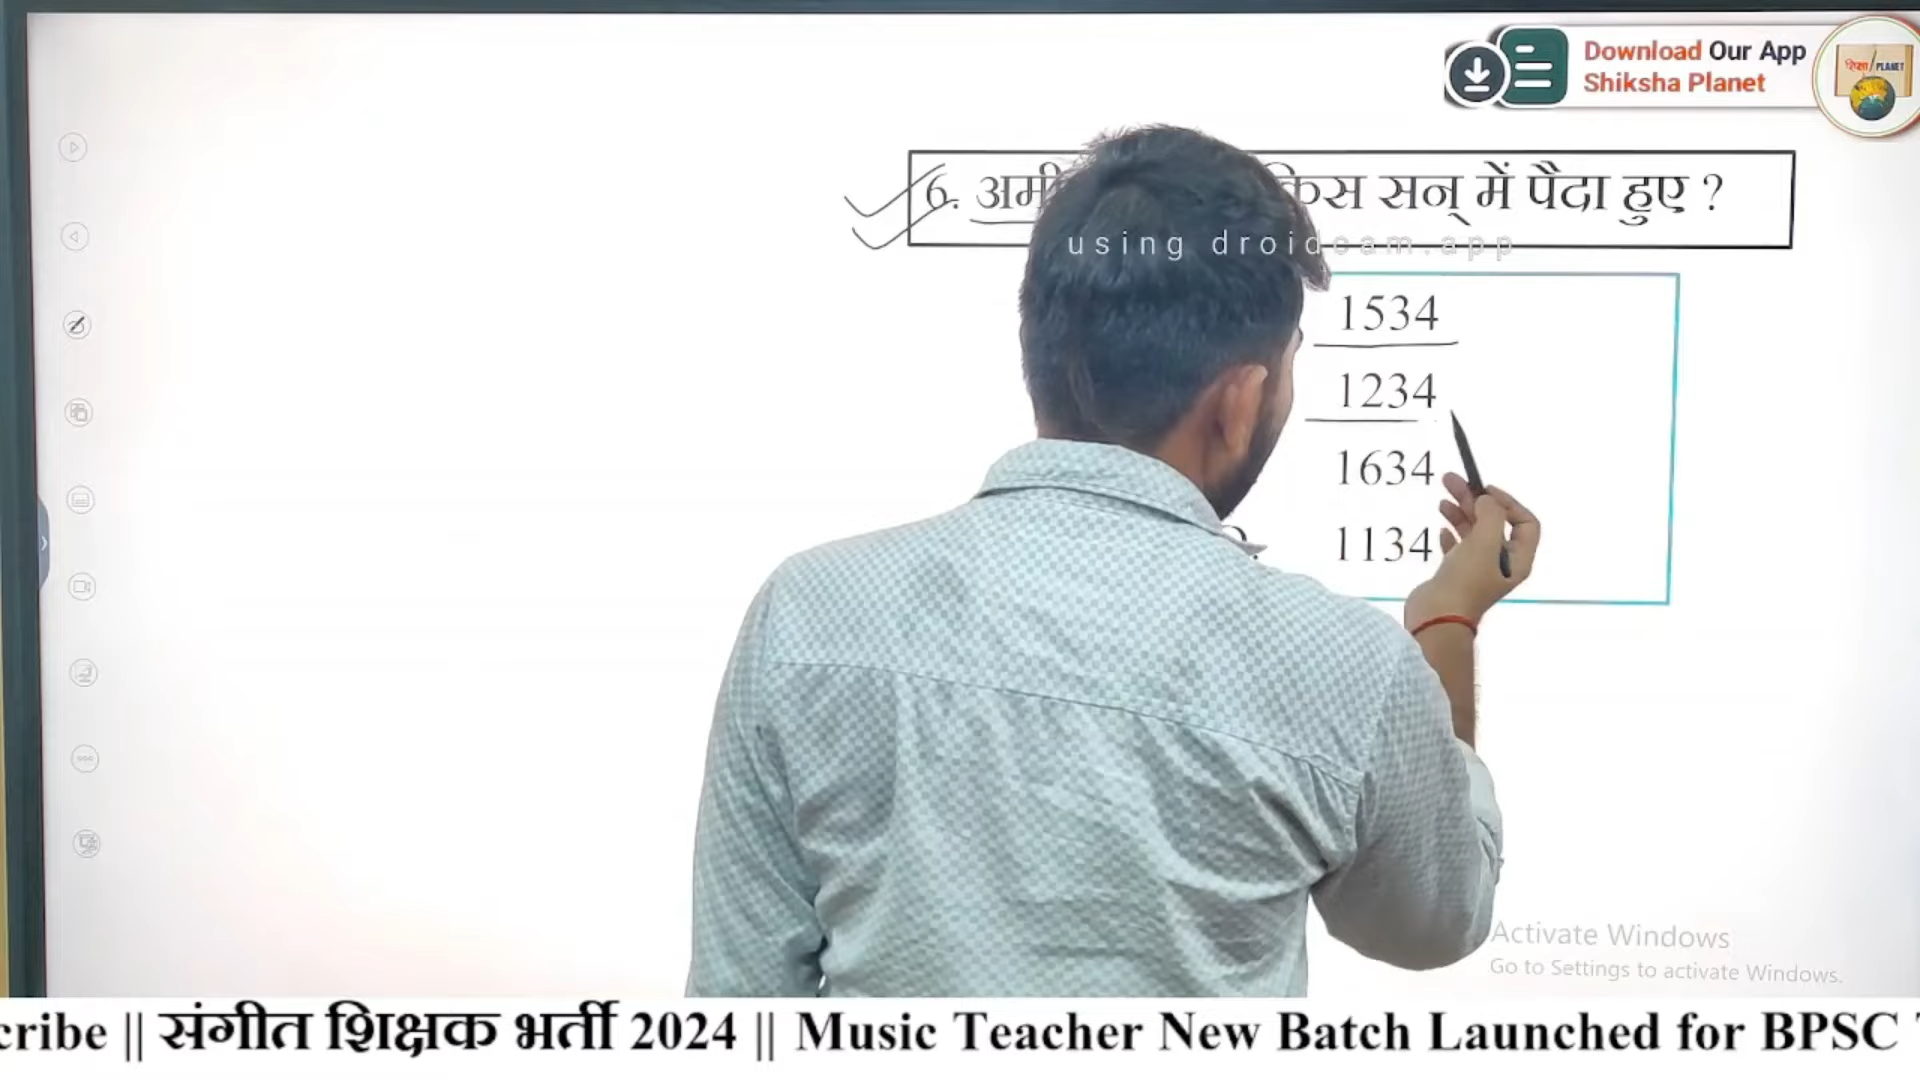 Download Our App
Shiksha Planet
PLANET
6.
किस सन् में पैदा हुए ?
using droidcam.app
1534
1234
1634
1134
Activate Windows
Go to Settings to activate Windows.
cribe || संगीत शिक्षक भर्ती 2024 || Music Teacher New Batch Launched for BPSC